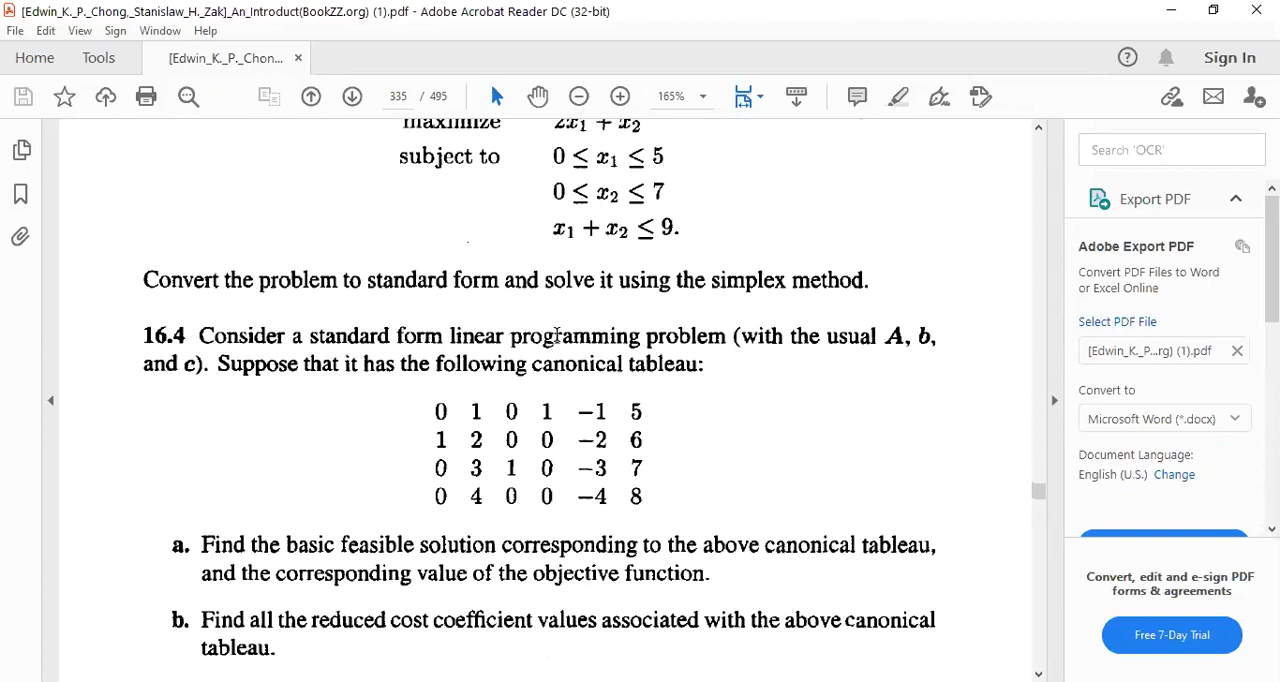 [Edwin_K._P._Chong,_Stanislaw_H._Zak]_An_Introduct(BookZZ.org) (1).pdf - Adobe Acrobat Reader DC (32-bit)
File Edit View Sign Window Help
Home Tools [Edwin_K._P._Chon... × Sign In
335 / 495 165%
maximize 2x₁ + x₂
subject to 0 ≤ x₁ ≤ 5
0 ≤ x₂ ≤ 7
x₁ + x₂ ≤ 9.
Convert the problem to standard form and solve it using the simplex method.
16.4 Consider a standard form linear programming problem (with the usual A, b,
and c). Suppose that it has the following canonical tableau:
0 1 0 1 −1 5
1 2 0 0 −2 6
0 3 1 0 −3 7
0 4 0 0 −4 8
a. Find the basic feasible solution corresponding to the above canonical tableau,
and the corresponding value of the objective function.
b. Find all the reduced cost coefficient values associated with the above canonical
tableau.
Search 'OCR'
Export PDF
Adobe Export PDF
Convert PDF Files to Word
or Excel Online
Select PDF File
[Edwin_K._P...rg) (1).pdf
Convert to
Microsoft Word (*.docx)
Document Language:
English (U.S.) Change
Convert, edit and e-sign PDF
forms & agreements
Free 7-Day Trial